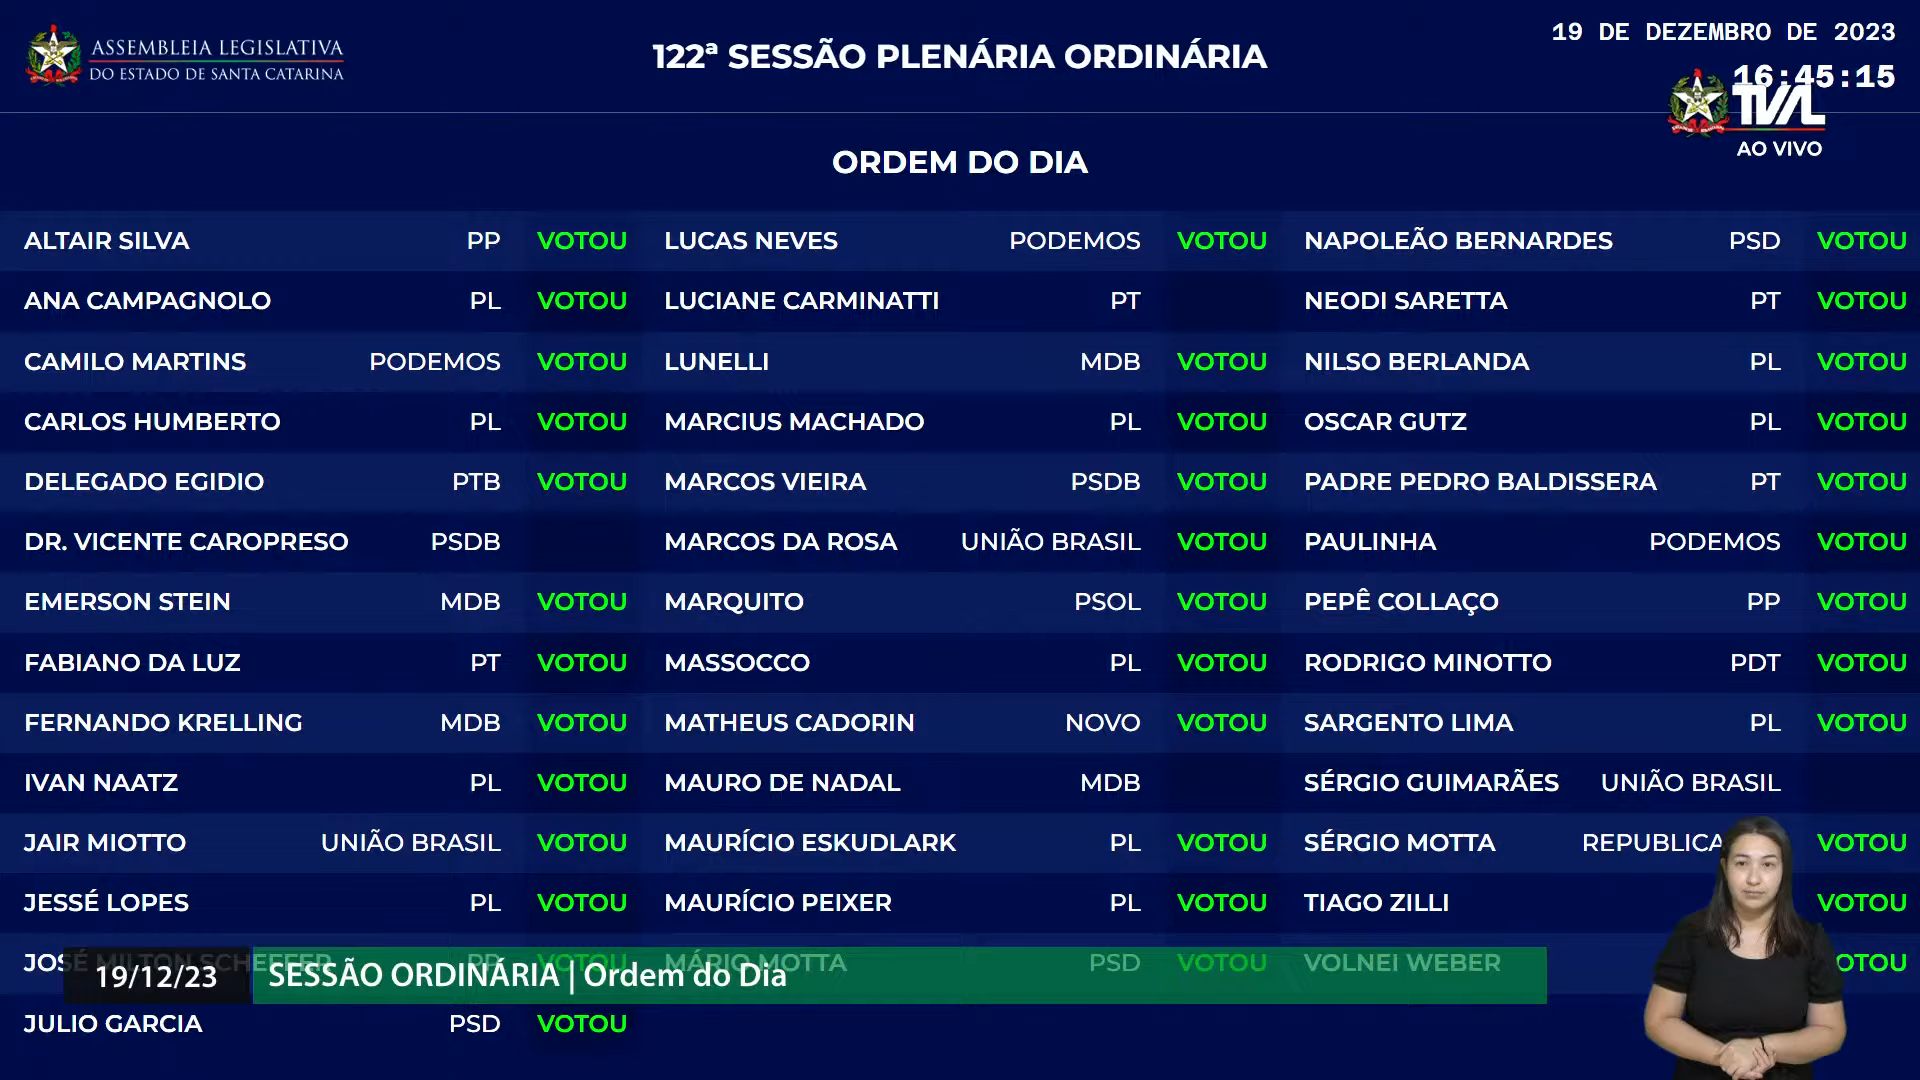 ASSEMBLEIA LEGISLATIVA
DO ESTADO DE SANTA CATARINA
122ª SESSÃO PLENÁRIA ORDINÁRIA
19 DE DEZEMBRO DE 2023
16:45:15
TVAL
AO VIVO
ORDEM DO DIA
ALTAIR SILVA PP VOTOU LUCAS NEVES PODEMOS VOTOU NAPOLEÃO BERNARDES PSD VOTOU
ANA CAMPAGNOLO PL VOTOU LUCIANE CARMINATTI PT NEODI SARETTA PT VOTOU
CAMILO MARTINS PODEMOS VOTOU LUNELLI MDB VOTOU NILSO BERLANDA PL VOTOU
CARLOS HUMBERTO PL VOTOU MARCIUS MACHADO PL VOTOU OSCAR GUTZ PL VOTOU
DELEGADO EGIDIO PTB VOTOU MARCOS VIEIRA PSDB VOTOU PADRE PEDRO BALDISSERA PT VOTOU
DR. VICENTE CAROPRESO PSDB MARCOS DA ROSA UNIÃO BRASIL VOTOU PAULINHA PODEMOS VOTOU
EMERSON STEIN MDB VOTOU MARQUITO PSOL VOTOU PEPÊ COLLAÇO PP VOTOU
FABIANO DA LUZ PT VOTOU MASSOCCO PL VOTOU RODRIGO MINOTTO PDT VOTOU
FERNANDO KRELLING MDB VOTOU MATHEUS CADORIN NOVO VOTOU SARGENTO LIMA PL VOTOU
IVAN NAATZ PL VOTOU MAURO DE NADAL MDB SÉRGIO GUIMARÃES UNIÃO BRASIL
JAIR MIOTTO UNIÃO BRASIL VOTOU MAURÍCIO ESKUDLARK PL VOTOU SÉRGIO MOTTA REPUBLICA VOTOU
JESSÉ LOPES PL VOTOU MAURÍCIO PEIXER PL VOTOU TIAGO ZILLI VOTOU
JOSÉ MILTON SCHEFFER PP VOTOU MÁRIO MOTTA PSD VOTOU VOLNEI WEBER OTOU
19/12/23 SESSÃO ORDINÁRIA | Ordem do Dia
JULIO GARCIA PSD VOTOU